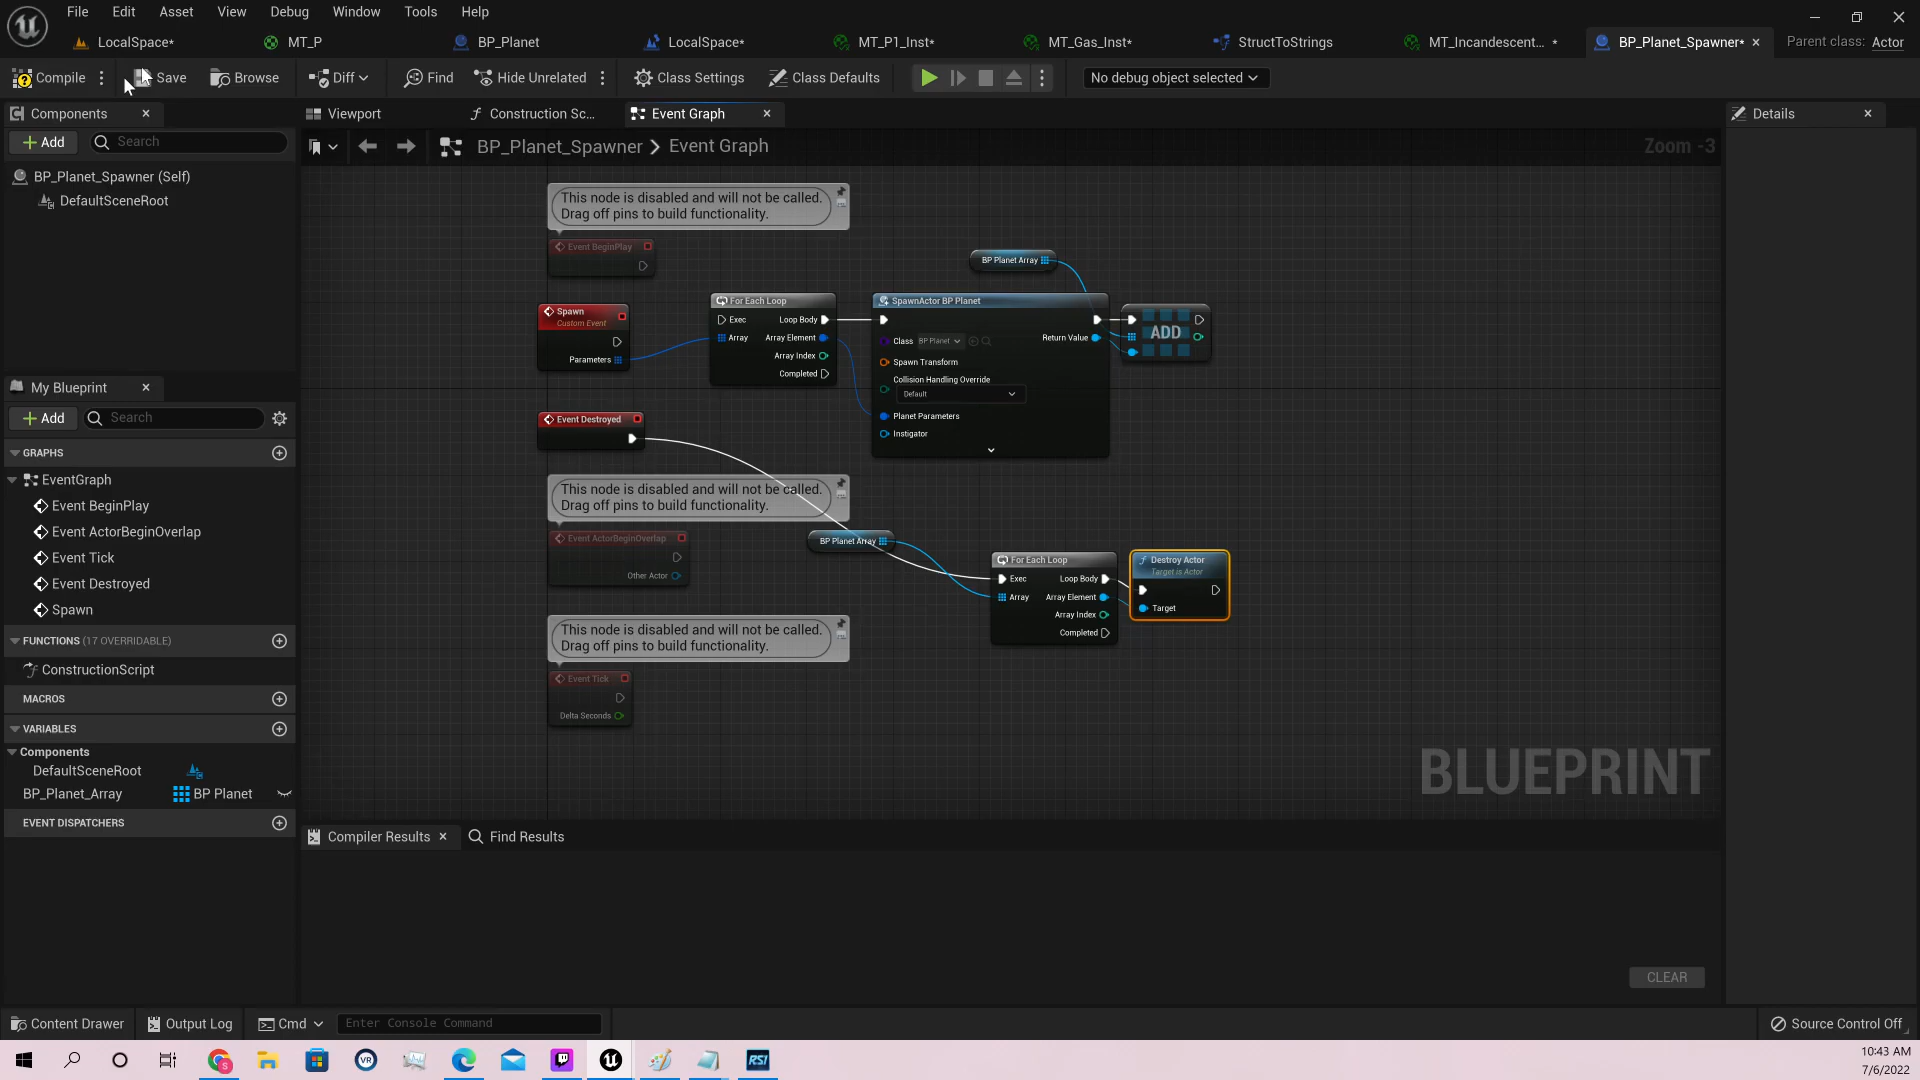 File Edit Asset View Debug Window Tools Help
LocalSpace* MT_P BP_Planet LocalSpace* MT_P1_Inst* MT_Gas_Inst* StructToStrings MT_Incandescent... * BP_Planet_Spawner* Parent class: Actor
Compile Save Browse Diff Find Hide Unrelated Class Settings Class Defaults No debug object selected
Components Viewport Construction Sc... Event Graph Details
Add Search
BP_Planet_Spawner > Event Graph Zoom -3
BP_Planet_Spawner (Self)
DefaultSceneRoot
This node is disabled and will not be called.
Drag off pins to build functionality.
Event BeginPlay
BP Planet Array
Spawn
Custom Event
Parameters
For Each Loop
Exec Loop Body
Array Array Element
Array Index
Completed
SpawnActor BP Planet
Class BP Planet Return Value
Spawn Transform
Collision Handling Override
Default
Planet Parameters
Instigator
ADD
Event Destroyed
This node is disabled and will not be called.
Drag off pins to build functionality.
Event ActorBeginOverlap
Other Actor
BP Planet Array
For Each Loop
Exec Loop Body
Array Array Element
Array Index
Completed
Destroy Actor
Target is Actor
Target
This node is disabled and will not be called.
Drag off pins to build functionality.
Event Tick
Delta Seconds
BLUEPRINT
My Blueprint
Add Search
GRAPHS
EventGraph
Event BeginPlay
Event ActorBeginOverlap
Event Tick
Event Destroyed
Spawn
FUNCTIONS (17 OVERRIDABLE)
ConstructionScript
MACROS
VARIABLES
Components
DefaultSceneRoot
BP_Planet_Array BP Planet
EVENT DISPATCHERS
Compiler Results Find Results
CLEAR
Content Drawer Output Log Cmd Enter Console Command Source Control Off
VR
RSI
10:43 AM
7/6/2022